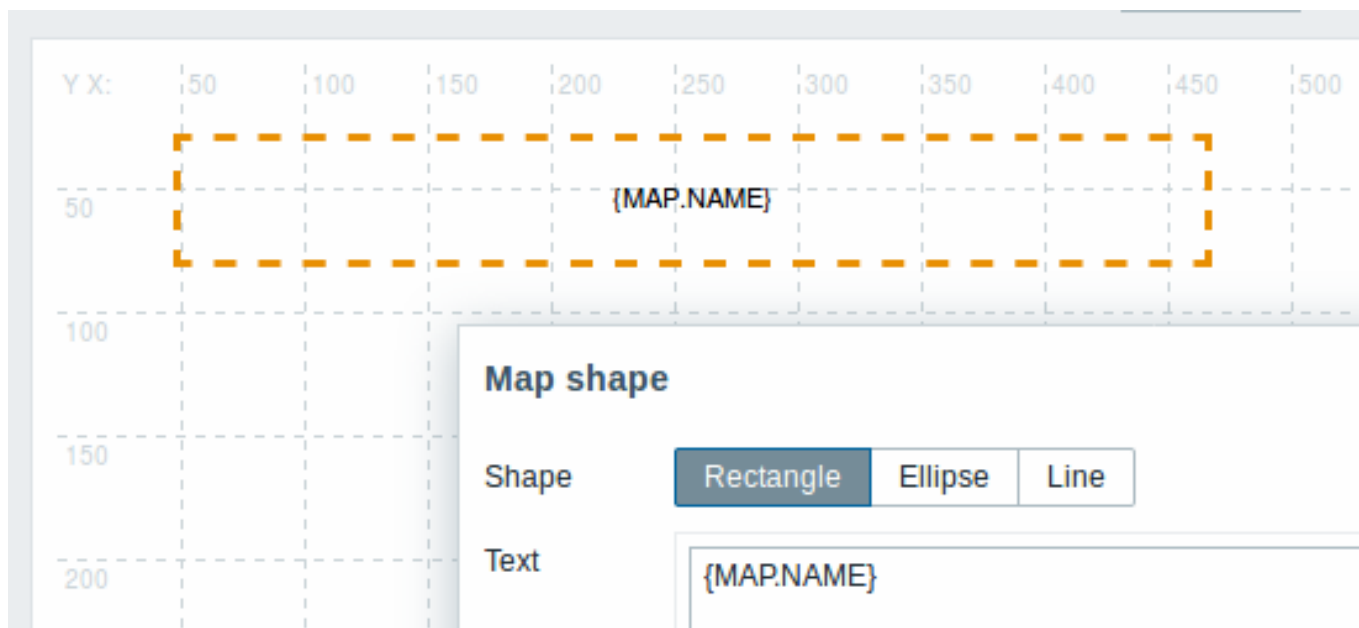 Y X: 50 100 150 200 250 300 350 400 450 500
{MAP.NAME}
50
100
Map shape
150
Shape Rectangle Ellipse Line
Text {MAP.NAME}
200